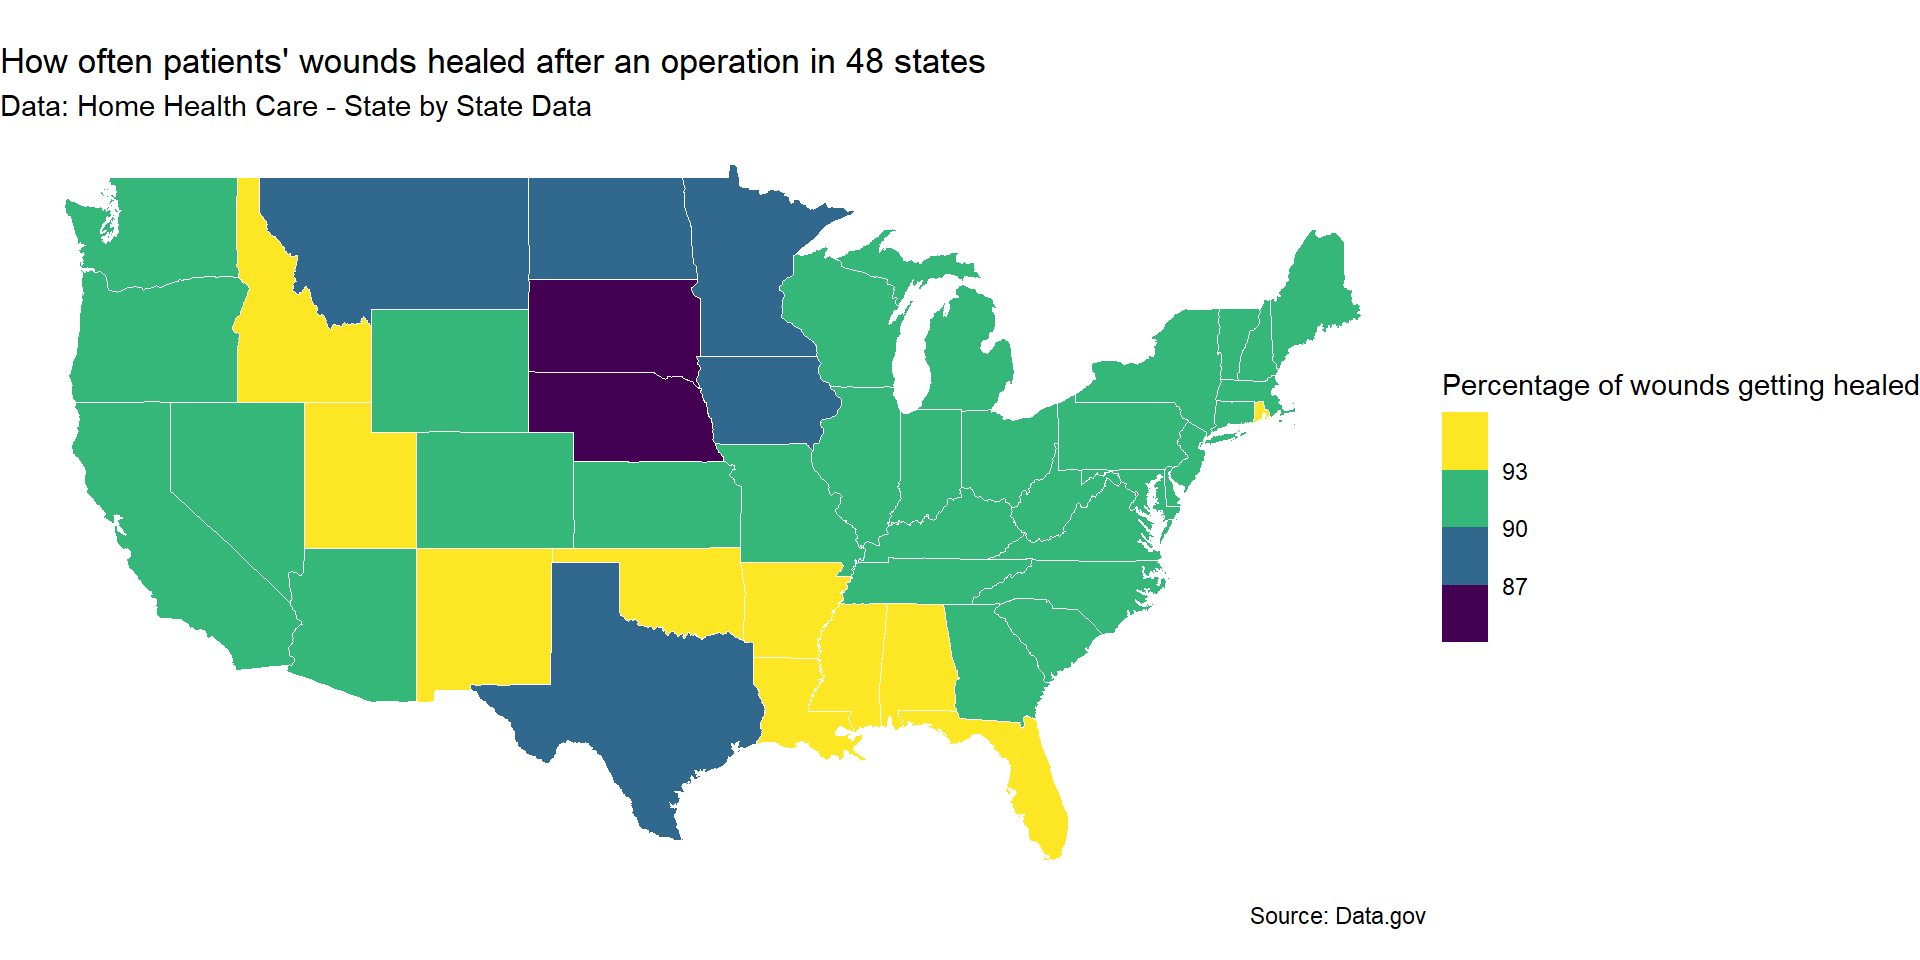 How often patients' wounds healed after an operation in 48 states
Data: Home Health Care - State by State Data
Percentage of wounds getting healed
93
90
87
Source: Data.gov